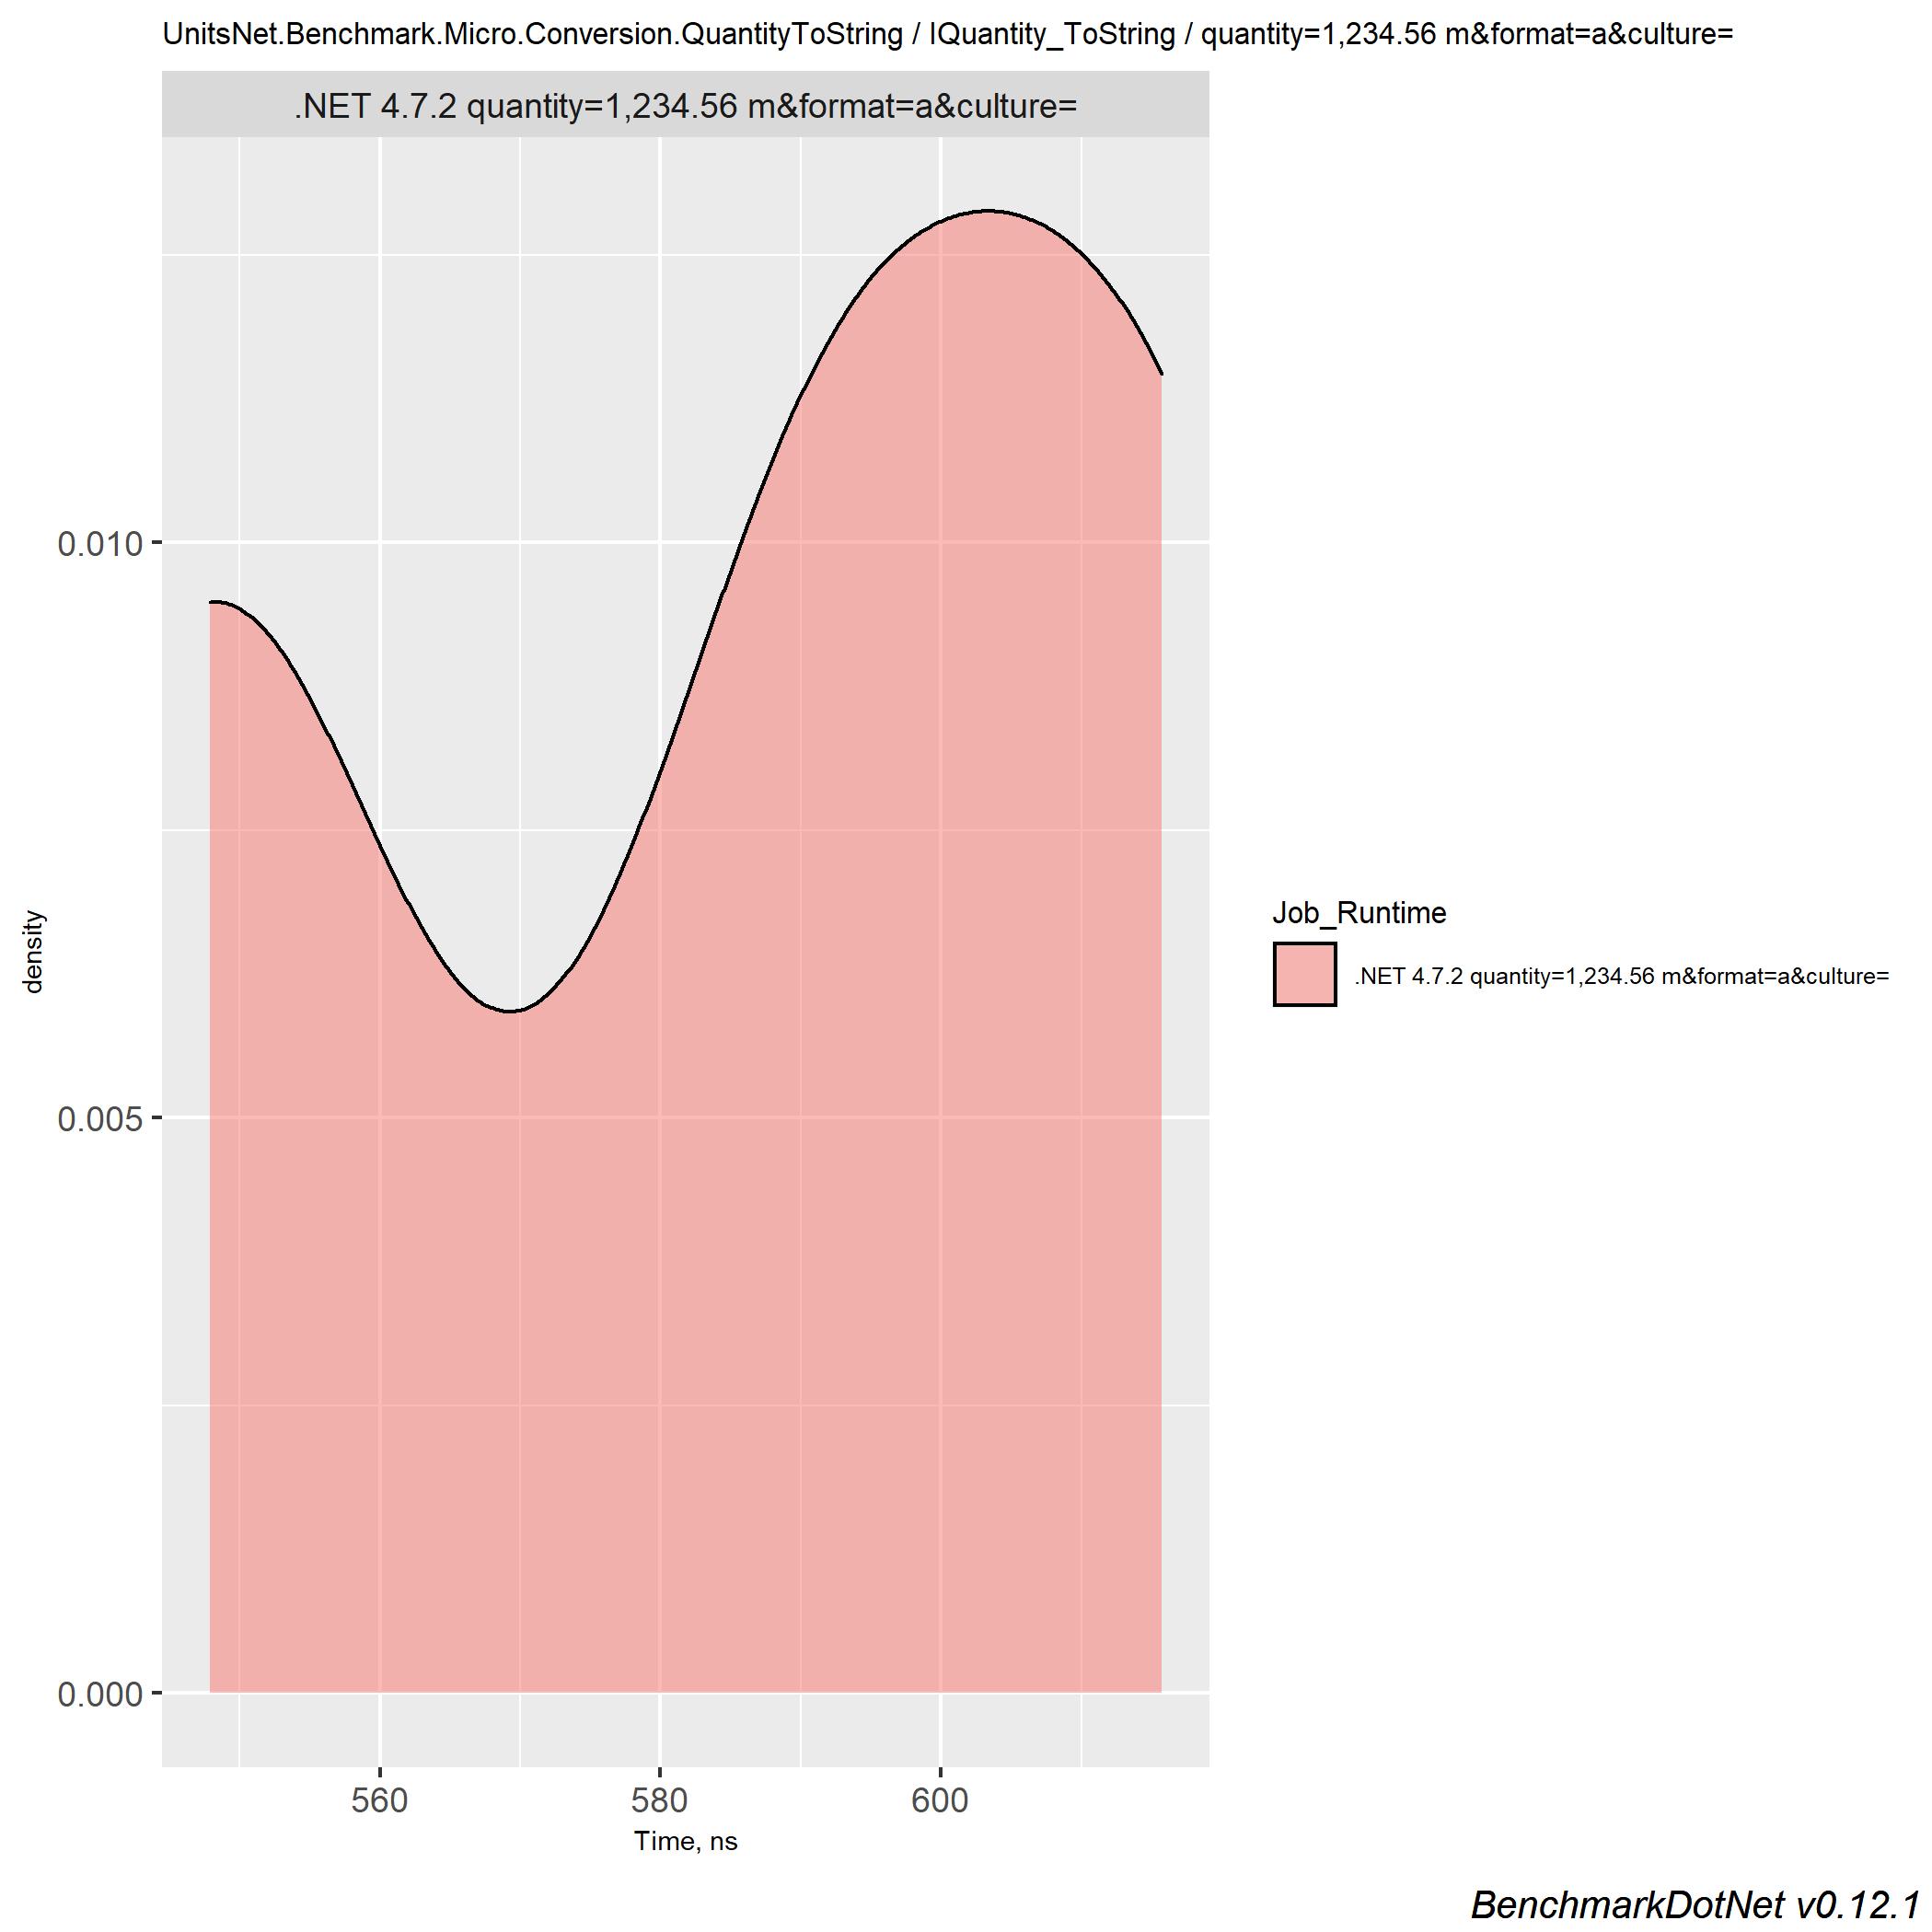 UnitsNet.Benchmark.Micro.Conversion.QuantityToString / IQuantity_ToString / quantity=1,234.56 m&format=a&culture=
.NET 4.7.2 quantity=1,234.56 m&format=a&culture=
0.010
0.005
0.000
density
560
580
600
Time, ns
Job_Runtime
.NET 4.7.2 quantity=1,234.56 m&format=a&culture=
BenchmarkDotNet v0.12.1